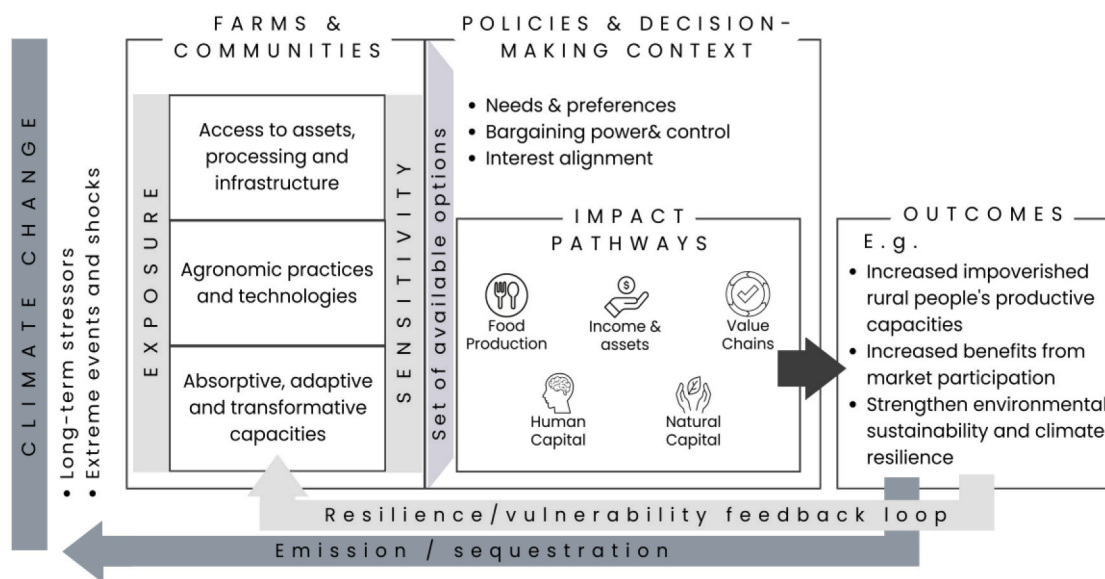 CLIMATE CHANGE
• Long-term stressors
• Extreme events and shocks
FARMS &
COMMUNITIES
EXPOSURE
Access to assets,
processing and
infrastructure
Agronomic practices
and technologies
Absorptive, adaptive
and transformative
capacities
SENSITIVITY
Set of available options
POLICIES & DECISION-
MAKING CONTEXT
• Needs & preferences
• Bargaining power& control
• Interest alignment
IMPACT
PATHWAYS
Food
Production
Income &
assets
$
Value
Chains
Human
Capital
Natural
Capital
OUTCOMES
E.g.
• Increased impoverished
rural people's productive
capacities
• Increased benefits from
market participation
• Strengthen environmental
sustainability and climate
resilience
Resilience/vulnerability feedback loop
Emission / sequestration